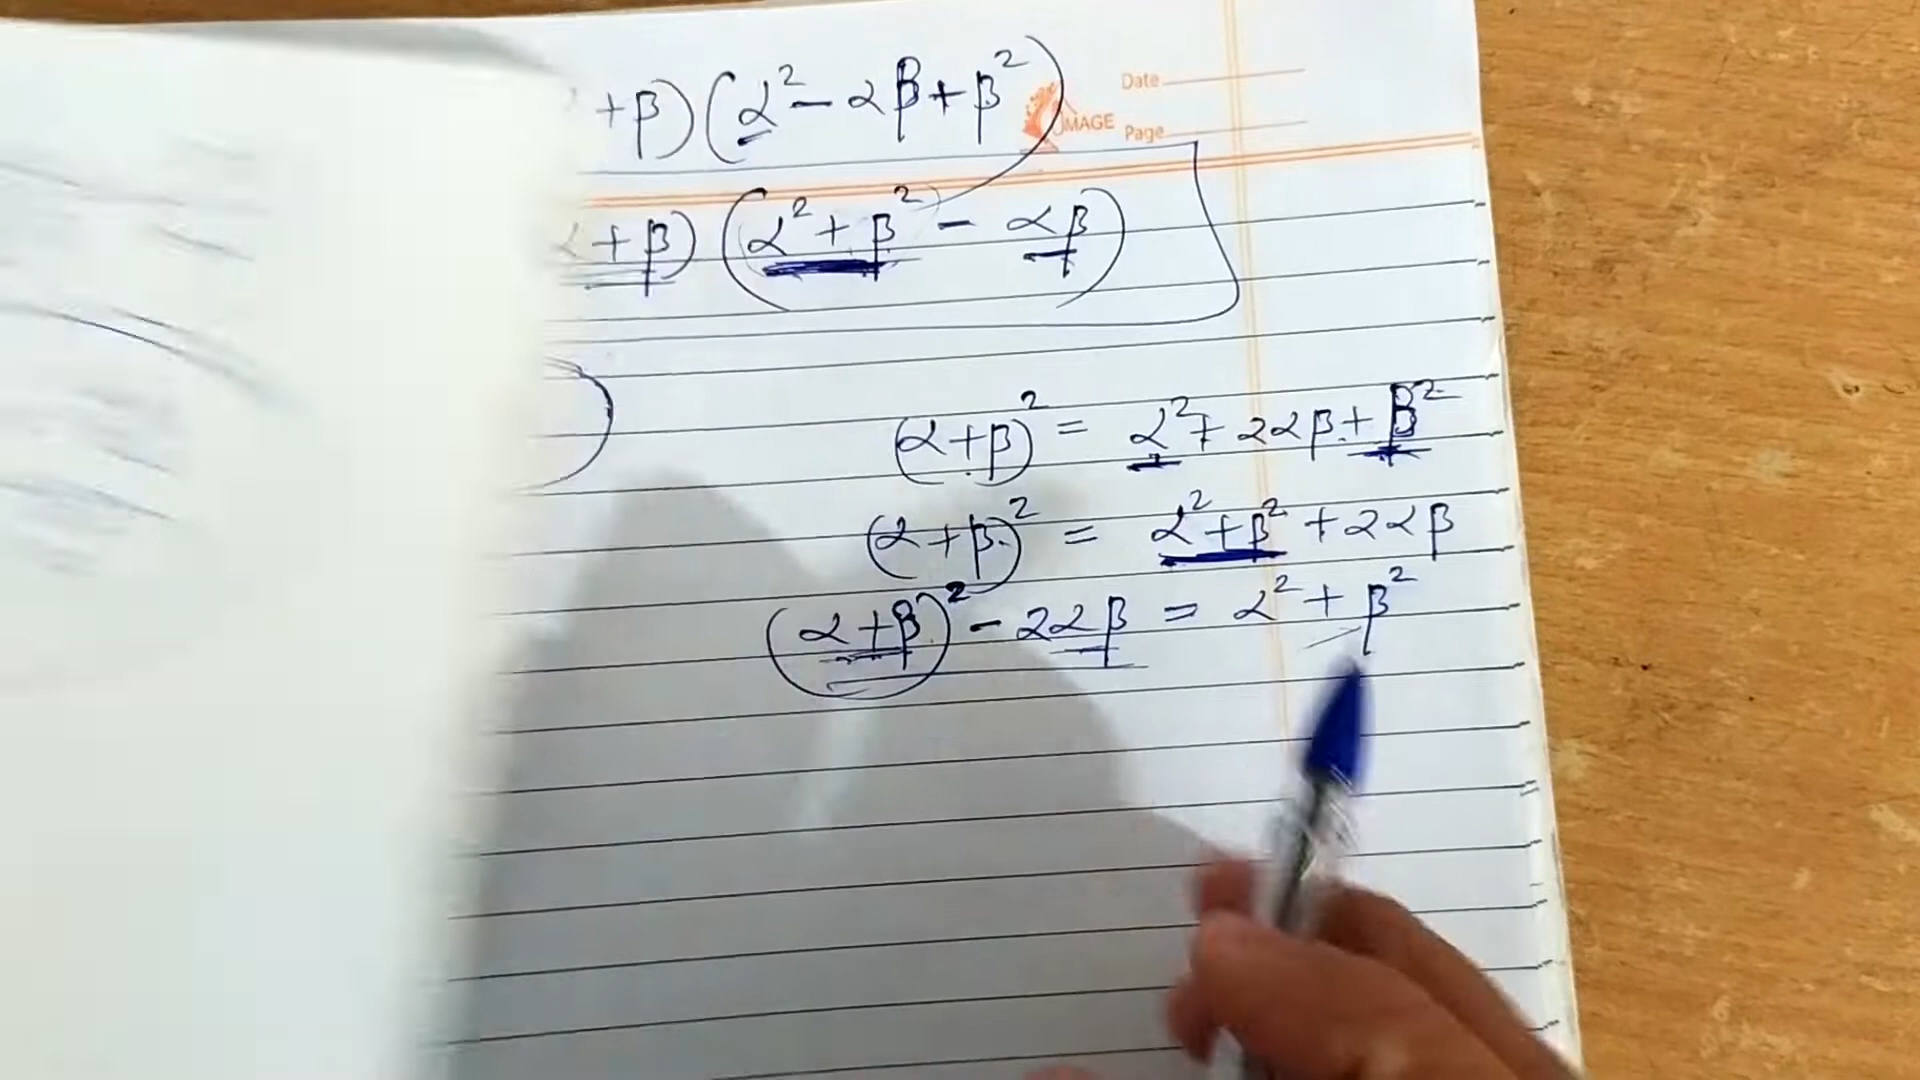 +β)(α²-αβ+β²)
Date
IMAGE
Page
α+β)(α²+β²-αβ)
(α+β)² = α²+2αβ+β²
(α+β)² = α²+β²+2αβ
(α+β)²-2αβ = α²+β²